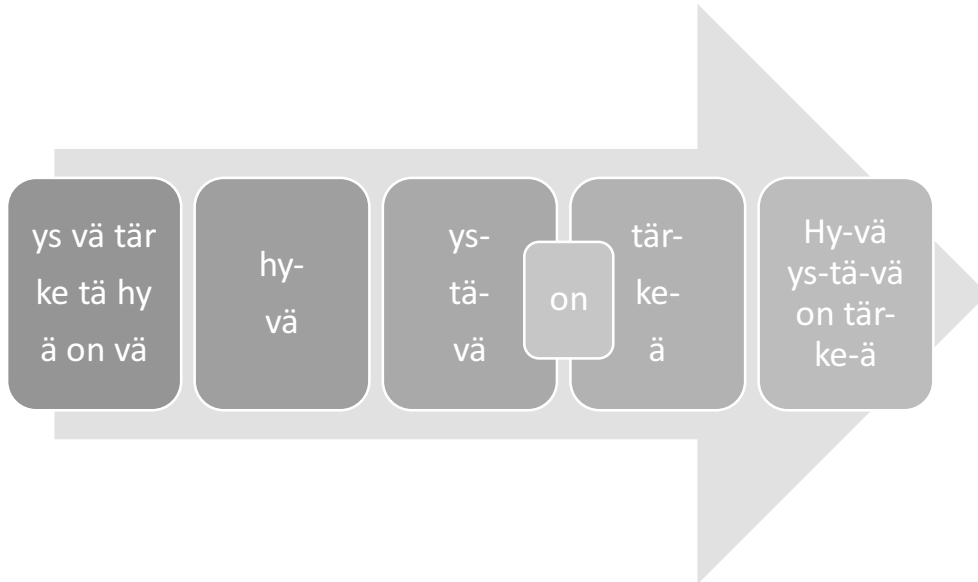 ys vä tär
ke tä hy
ä on vä
hy-
vä
ys-
tä-
vä
on
tär-
ke-
ä
Hy-vä
ys-tä-vä
on tär-
ke-ä